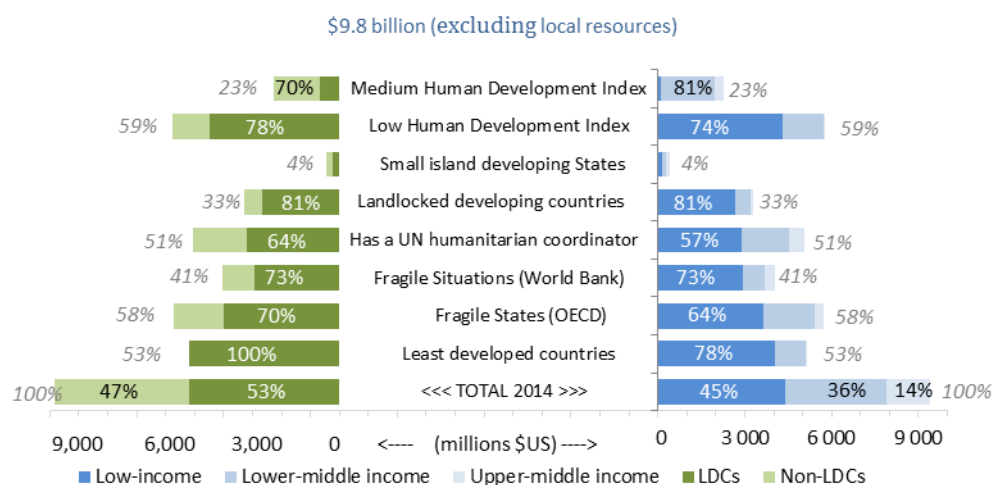 $9.8 billion (excluding local resources)
23% 70% Medium Human Development Index 81% 23%
59% 78% Low Human Development Index 74% 59%
4% Small island developing States 4%
33% 81% Landlocked developing countries 81% 33%
51% 64% Has a UN humanitarian coordinator 57% 51%
41% 73% Fragile Situations (World Bank) 73% 41%
58% 70% Fragile States (OECD) 64% 58%
53% 100% Least developed countries 78% 53%
100% 47% 53% <<< TOTAL 2014 >>> 45% 36% 14% 100%
9,000 6,000 3,000 0 <---- (millions $US) ----> 0 3 000 6 000 9 000
Low-income Lower-middle income Upper-middle income LDCs Non-LDCs